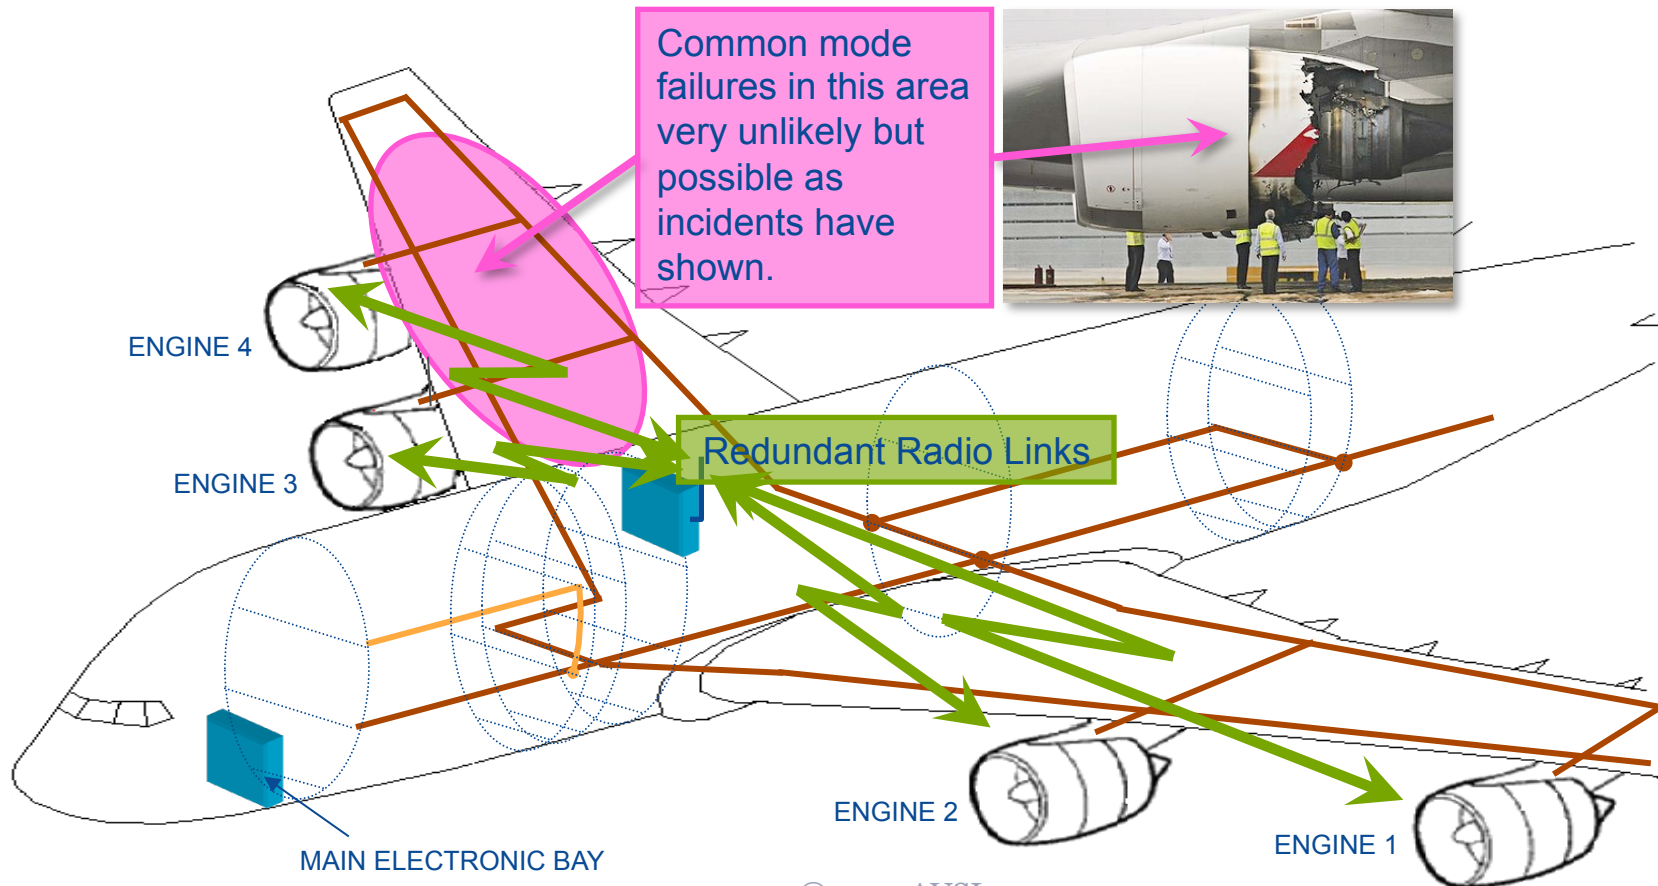 Common mode
failures in this area
very unlikely but
possible as
incidents have
shown.
ENGINE 4
Redundant Radio Links
ENGINE 3
ENGINE 2
ENGINE 1
MAIN ELECTRONIC BAY